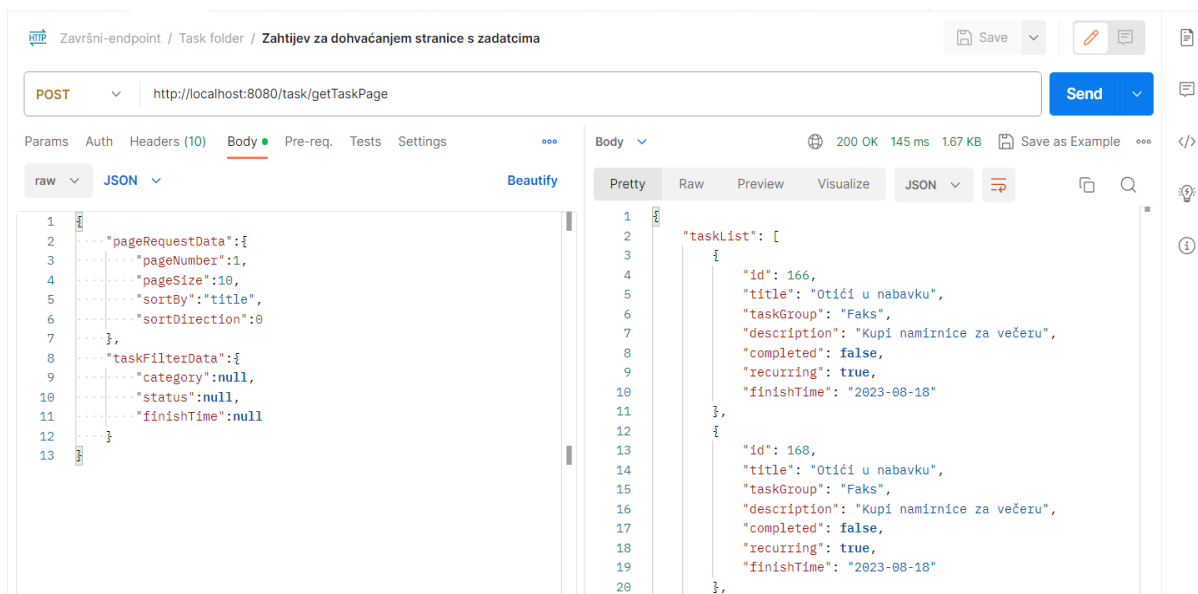 HTTP Završni-endpoint / Task folder / Zahtijev za dohvaćanjem stranice s zadatcima
Save
POST http://localhost:8080/task/getTaskPage Send
Params Auth Headers (10) Body Pre-req. Tests Settings
raw JSON Beautify
1 {
2 "pageRequestData":{
3 "pageNumber":1,
4 "pageSize":10,
5 "sortBy":"title",
6 "sortDirection":0
7 },
8 "taskFilterData":{
9 "category":null,
10 "status":null,
11 "finishTime":null
12 }
13 }
Body 200 OK 145 ms 1.67 KB Save as Example
Pretty Raw Preview Visualize JSON
1 {
2 "taskList": [
3 {
4 "id": 166,
5 "title": "Otići u nabavku",
6 "taskGroup": "Faks",
7 "description": "Kupi namirnice za večeru",
8 "completed": false,
9 "recurring": true,
10 "finishTime": "2023-08-18"
11 },
12 {
13 "id": 168,
14 "title": "Otići u nabavku",
15 "taskGroup": "Faks",
16 "description": "Kupi namirnice za večeru",
17 "completed": false,
18 "recurring": true,
19 "finishTime": "2023-08-18"
20 },